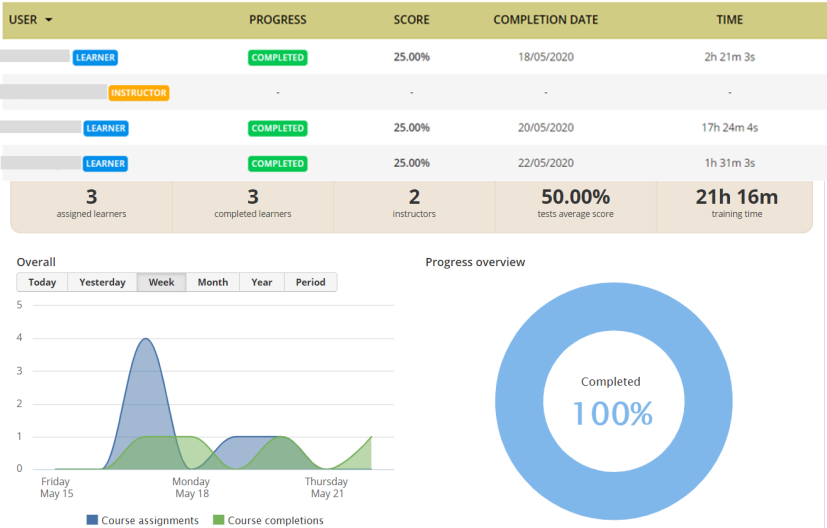 USER PROGRESS SCORE COMPLETION DATE TIME
LEARNER COMPLETED 25.00% 18/05/2020 2h 21m 3s
INSTRUCTOR - - - -
LEARNER COMPLETED 25.00% 20/05/2020 17h 24m 4s
LEARNER COMPLETED 25.00% 22/05/2020 1h 31m 3s
3 3 2 50.00% 21h 16m
assigned learners completed learners instructors tests average score training time
Overall
Today Yesterday Week Month Year Period
5
4
3
2
1
0
Friday Monday Thursday
May 15 May 18 May 21
Course assignments Course completions
Progress overview
Completed
100%